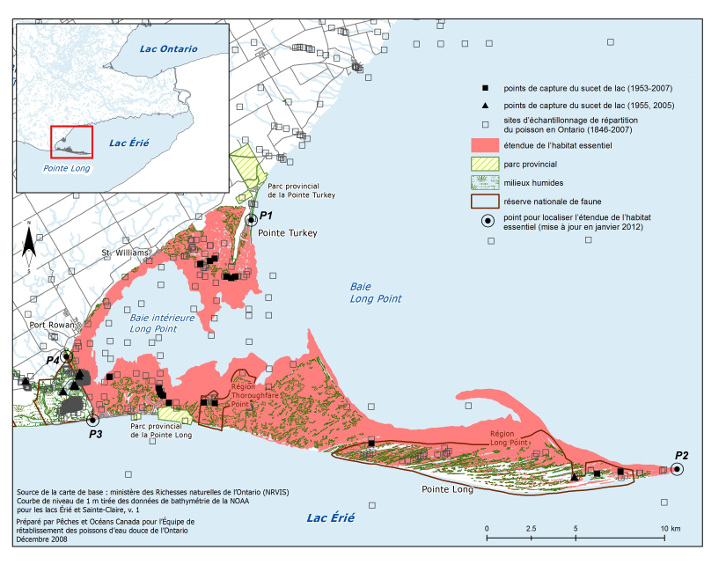 Lac Ontario
Lac Érié
Pointe Long
points de capture du sucet de lac (1953-2007)
points de capture du sucet de lac (1955, 2005)
sites d'échantillonnage de répartition
du poisson en Ontario (1846-2007)
étendue de l'habitat essentiel
parc provincial
milieux humides
réserve nationale de faune
point pour localiser l'étendue de l'habitat
essentiel (mise à jour en janvier 2012)
Parc provincial
de la Pointe Turkey
P1
Pointe Turkey
N
St. Williams
Baie
Long Point
Baie intérieure
Long Point
Port Rowan
P4
Région
Thoroughfare
Point
P3
Parc provincial
de la Pointe Long
Région
Long Point
P2
Pointe Long
Source de la carte de base : ministère des Richesses naturelles de l'Ontario (NRVIS)
Courbe de niveau de 1 m tirée des données de bathymétrie de la NOAA
pour les lacs Érié et Sainte-Claire, v. 1
Préparé par Pêches et Océans Canada pour l'Équipe de
rétablissement des poissons d'eau douce de l'Ontario
Décembre 2008
Lac Érié
0 2.5 5 10 km